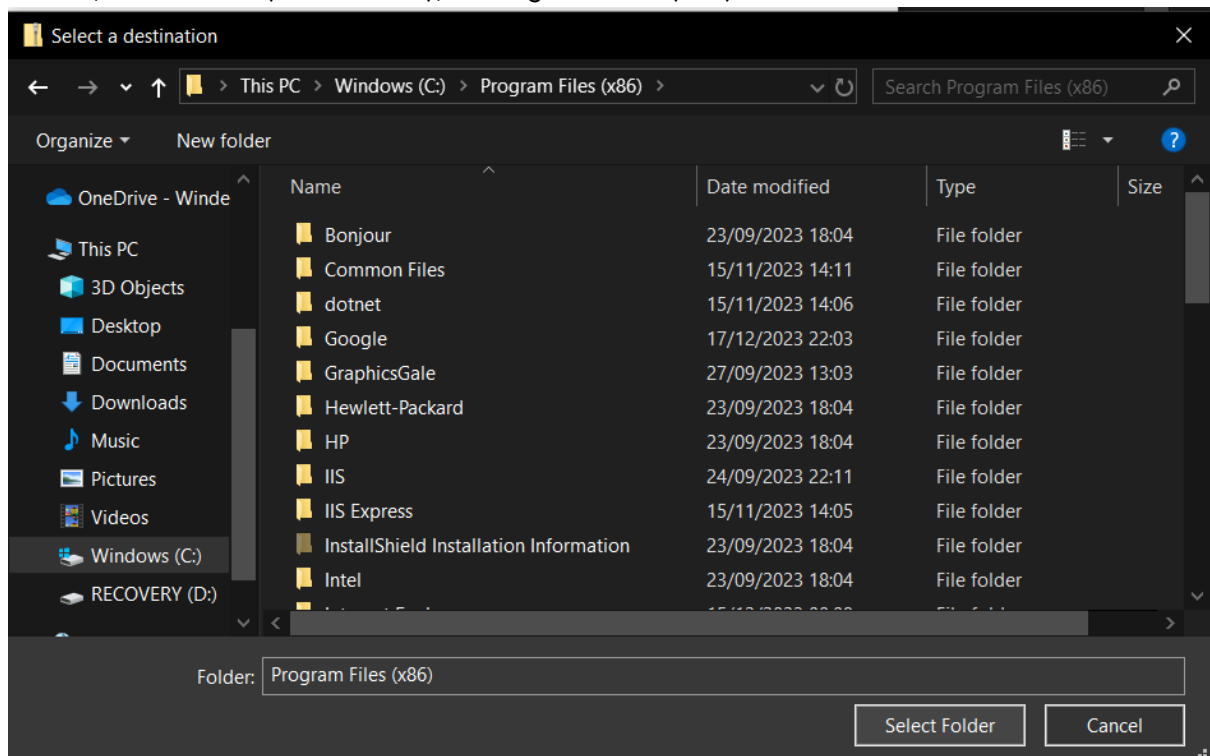 Select a destination
This PC > Windows (C:) > Program Files (x86) >
Search Program Files (x86)
Organize
New folder
?
OneDrive - Winde
This PC
3D Objects
Desktop
Documents
Downloads
Music
Pictures
Videos
Windows (C:)
RECOVERY (D:)
Name Date modified Type Size
Bonjour 23/09/2023 18:04 File folder
Common Files 15/11/2023 14:11 File folder
dotnet 15/11/2023 14:06 File folder
Google 17/12/2023 22:03 File folder
GraphicsGale 27/09/2023 13:03 File folder
Hewlett-Packard 23/09/2023 18:04 File folder
HP 23/09/2023 18:04 File folder
IIS 24/09/2023 22:11 File folder
IIS Express 15/11/2023 14:05 File folder
InstallShield Installation Information 23/09/2023 18:04 File folder
Intel 23/09/2023 18:04 File folder
Folder: Program Files (x86)
Select Folder Cancel